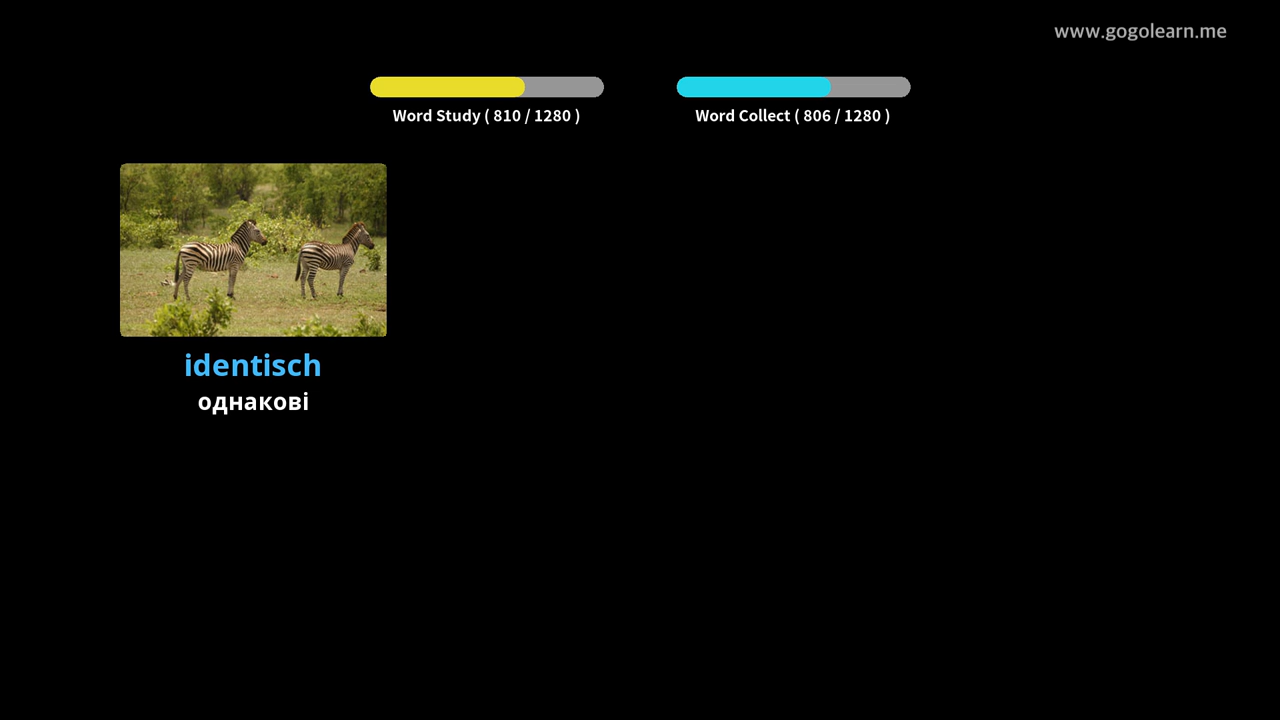 www.gogolearn.me
Word Study ( 810 / 1280 )
Word Collect ( 806 / 1280 )
identisch
однакові